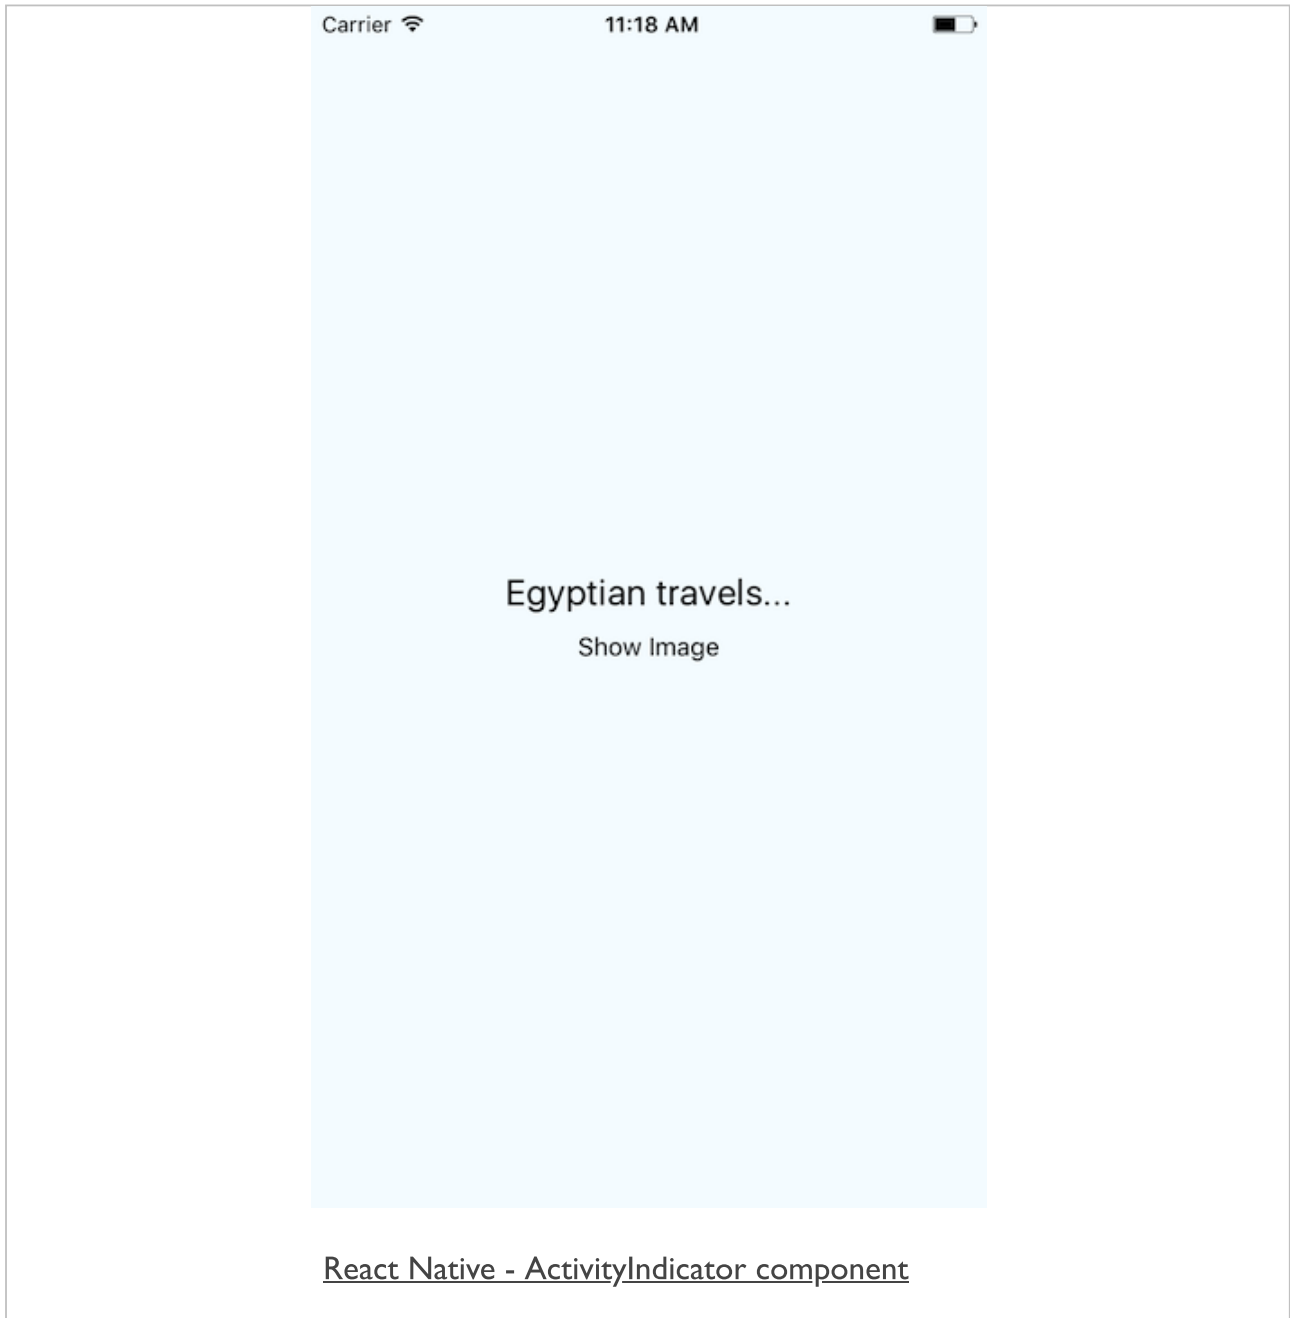 Carrier 11:18 AM
Egyptian travels...
Show Image
React Native - ActivityIndicator component